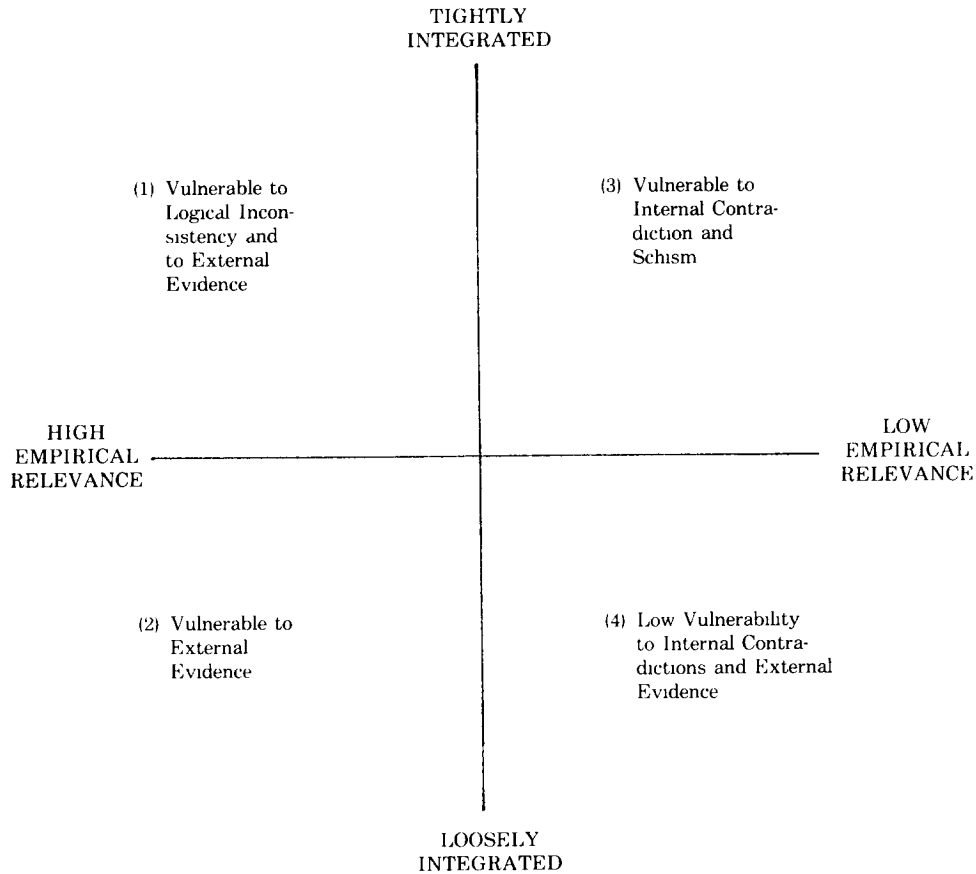 TIGHTLY
INTEGRATED
(1) Vulnerable to
Logical Incon-
sistency and
to External
Evidence
(3) Vulnerable to
Internal Contra-
diction and
Schism
HIGH
EMPIRICAL
RELEVANCE
LOW
EMPIRICAL
RELEVANCE
(2) Vulnerable to
External
Evidence
(4) Low Vulnerability
to Internal Contra-
dictions and External
Evidence
LOOSELY
INTEGRATED